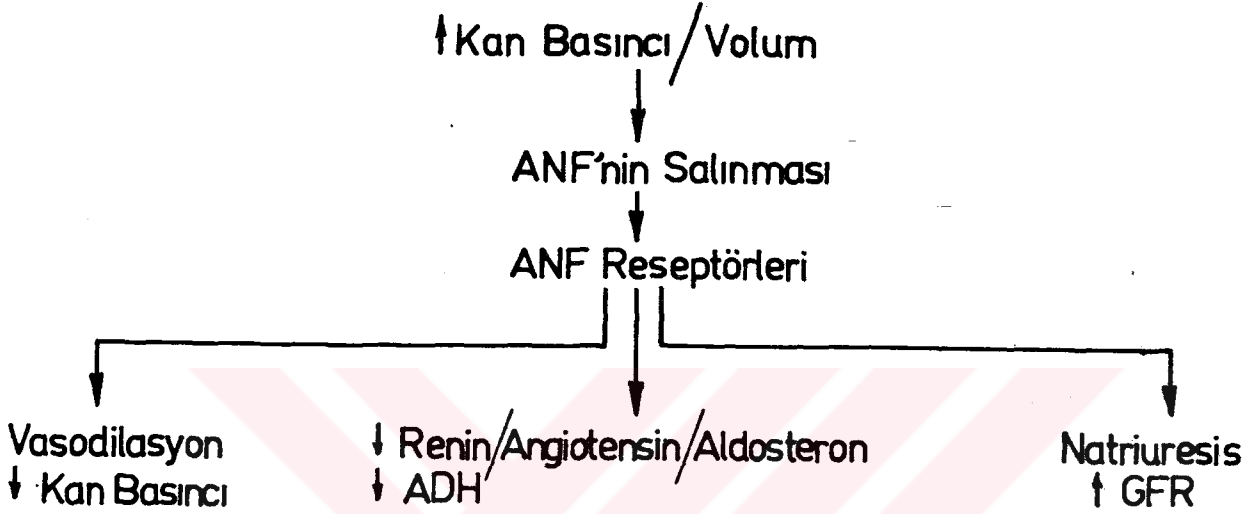 ↑Kan Basıncı/Volum
ANF'nin Salınması
ANF Reseptörleri
Vasodilasyon
↓ Kan Basıncı
↓ Renin/Angiotensin/Aldosteron
↓ ADH
Natriuresis
↑ GFR